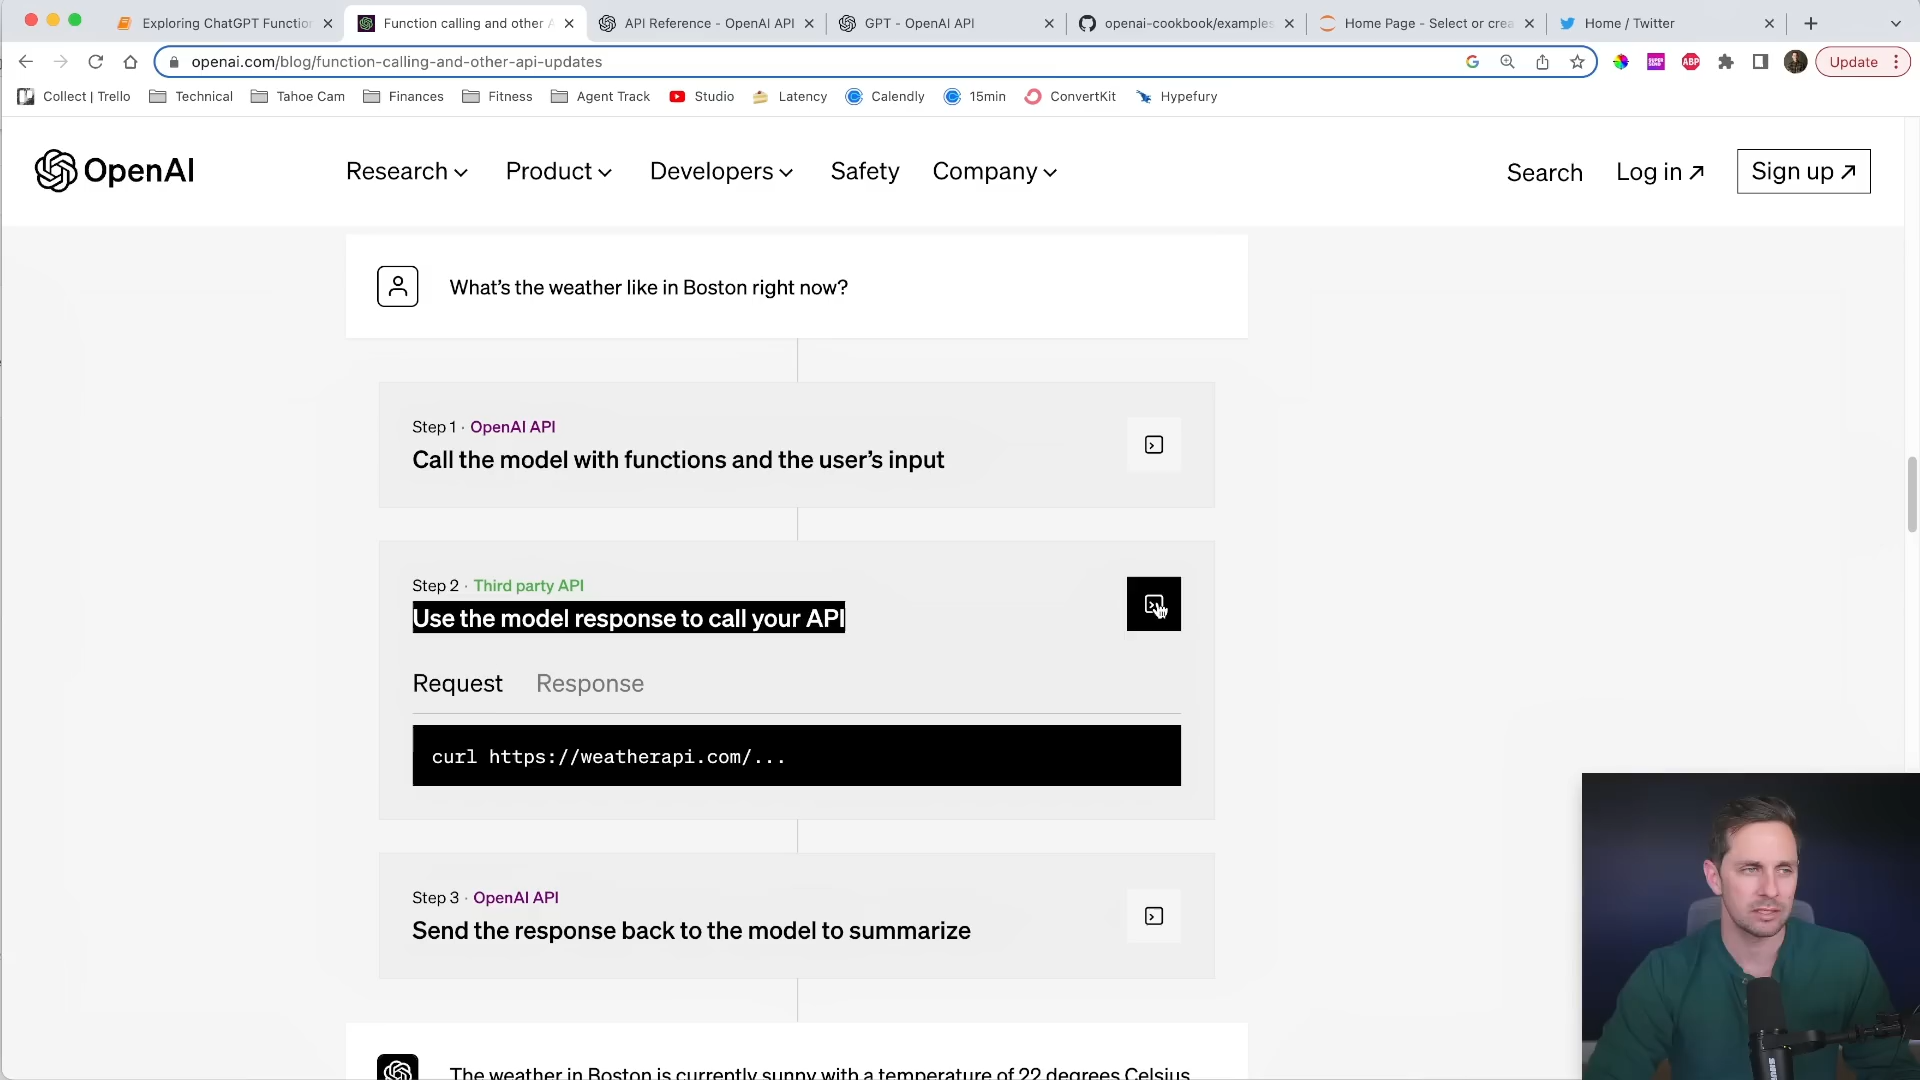 Exploring ChatGPT Function
Function calling and other A
API Reference - OpenAI API
GPT - OpenAI API
openai-cookbook/examples
Home Page - Select or crea
Home / Twitter
openai.com/blog/function-calling-and-other-api-updates
ABP
Update
Collect | Trello
Technical
Tahoe Cam
Finances
Fitness
Agent Track
Studio
Latency
Calendly
15min
ConvertKit
Hypefury
OpenAI
Research
Product
Developers
Safety
Company
Search
Log in
Sign up
What's the weather like in Boston right now?
Step 1 · OpenAI API
Call the model with functions and the user's input
Step 2 · Third party API
Use the model response to call your API
Request
Response
curl https://weatherapi.com/...
Step 3 · OpenAI API
Send the response back to the model to summarize
The weather in Boston is currently sunny with a temperature of 22 degrees Celsius